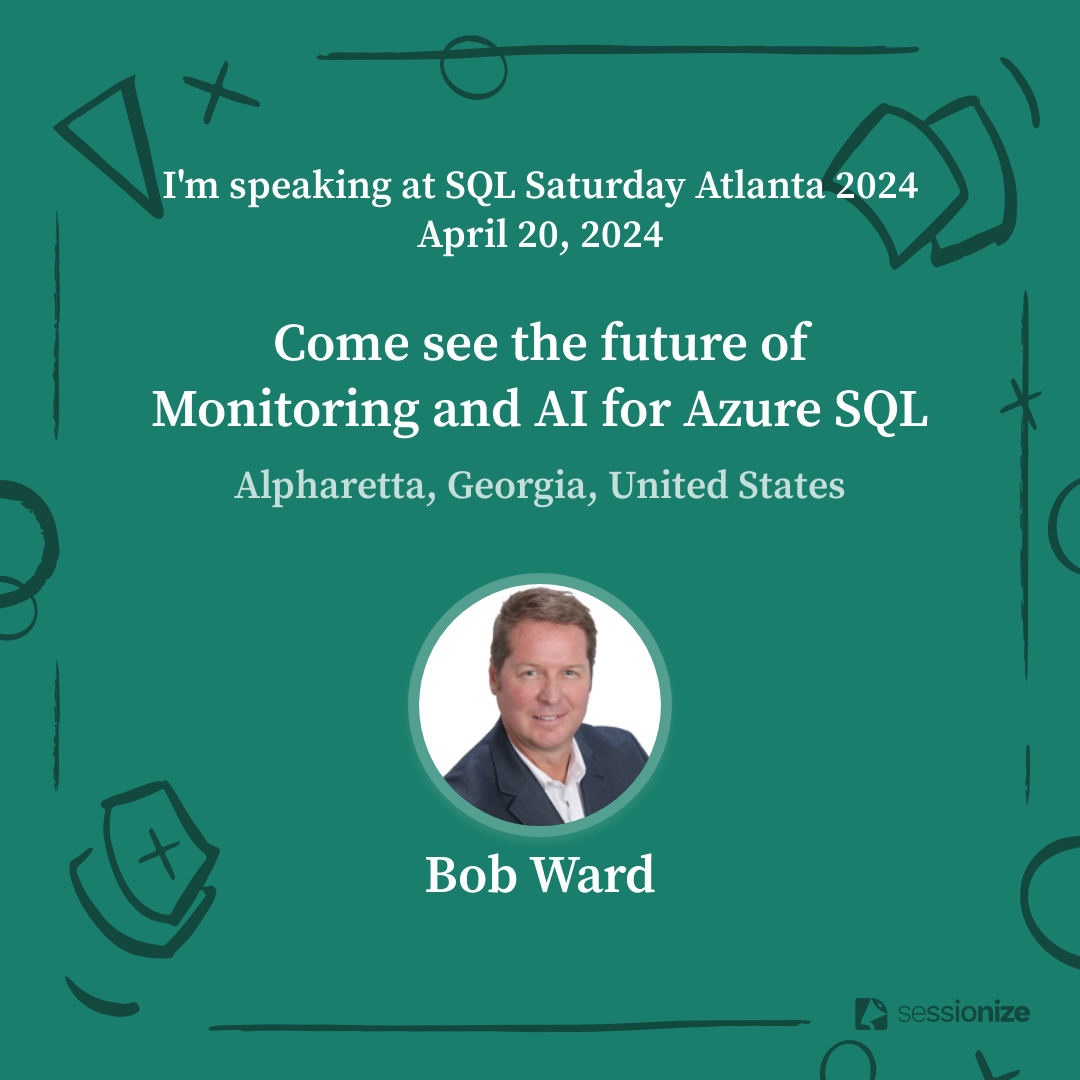 I'm speaking at SQL Saturday Atlanta 2024
April 20, 2024
Come see the future of
Monitoring and AI for Azure SQL
Alpharetta, Georgia, United States
Bob Ward
sessionize